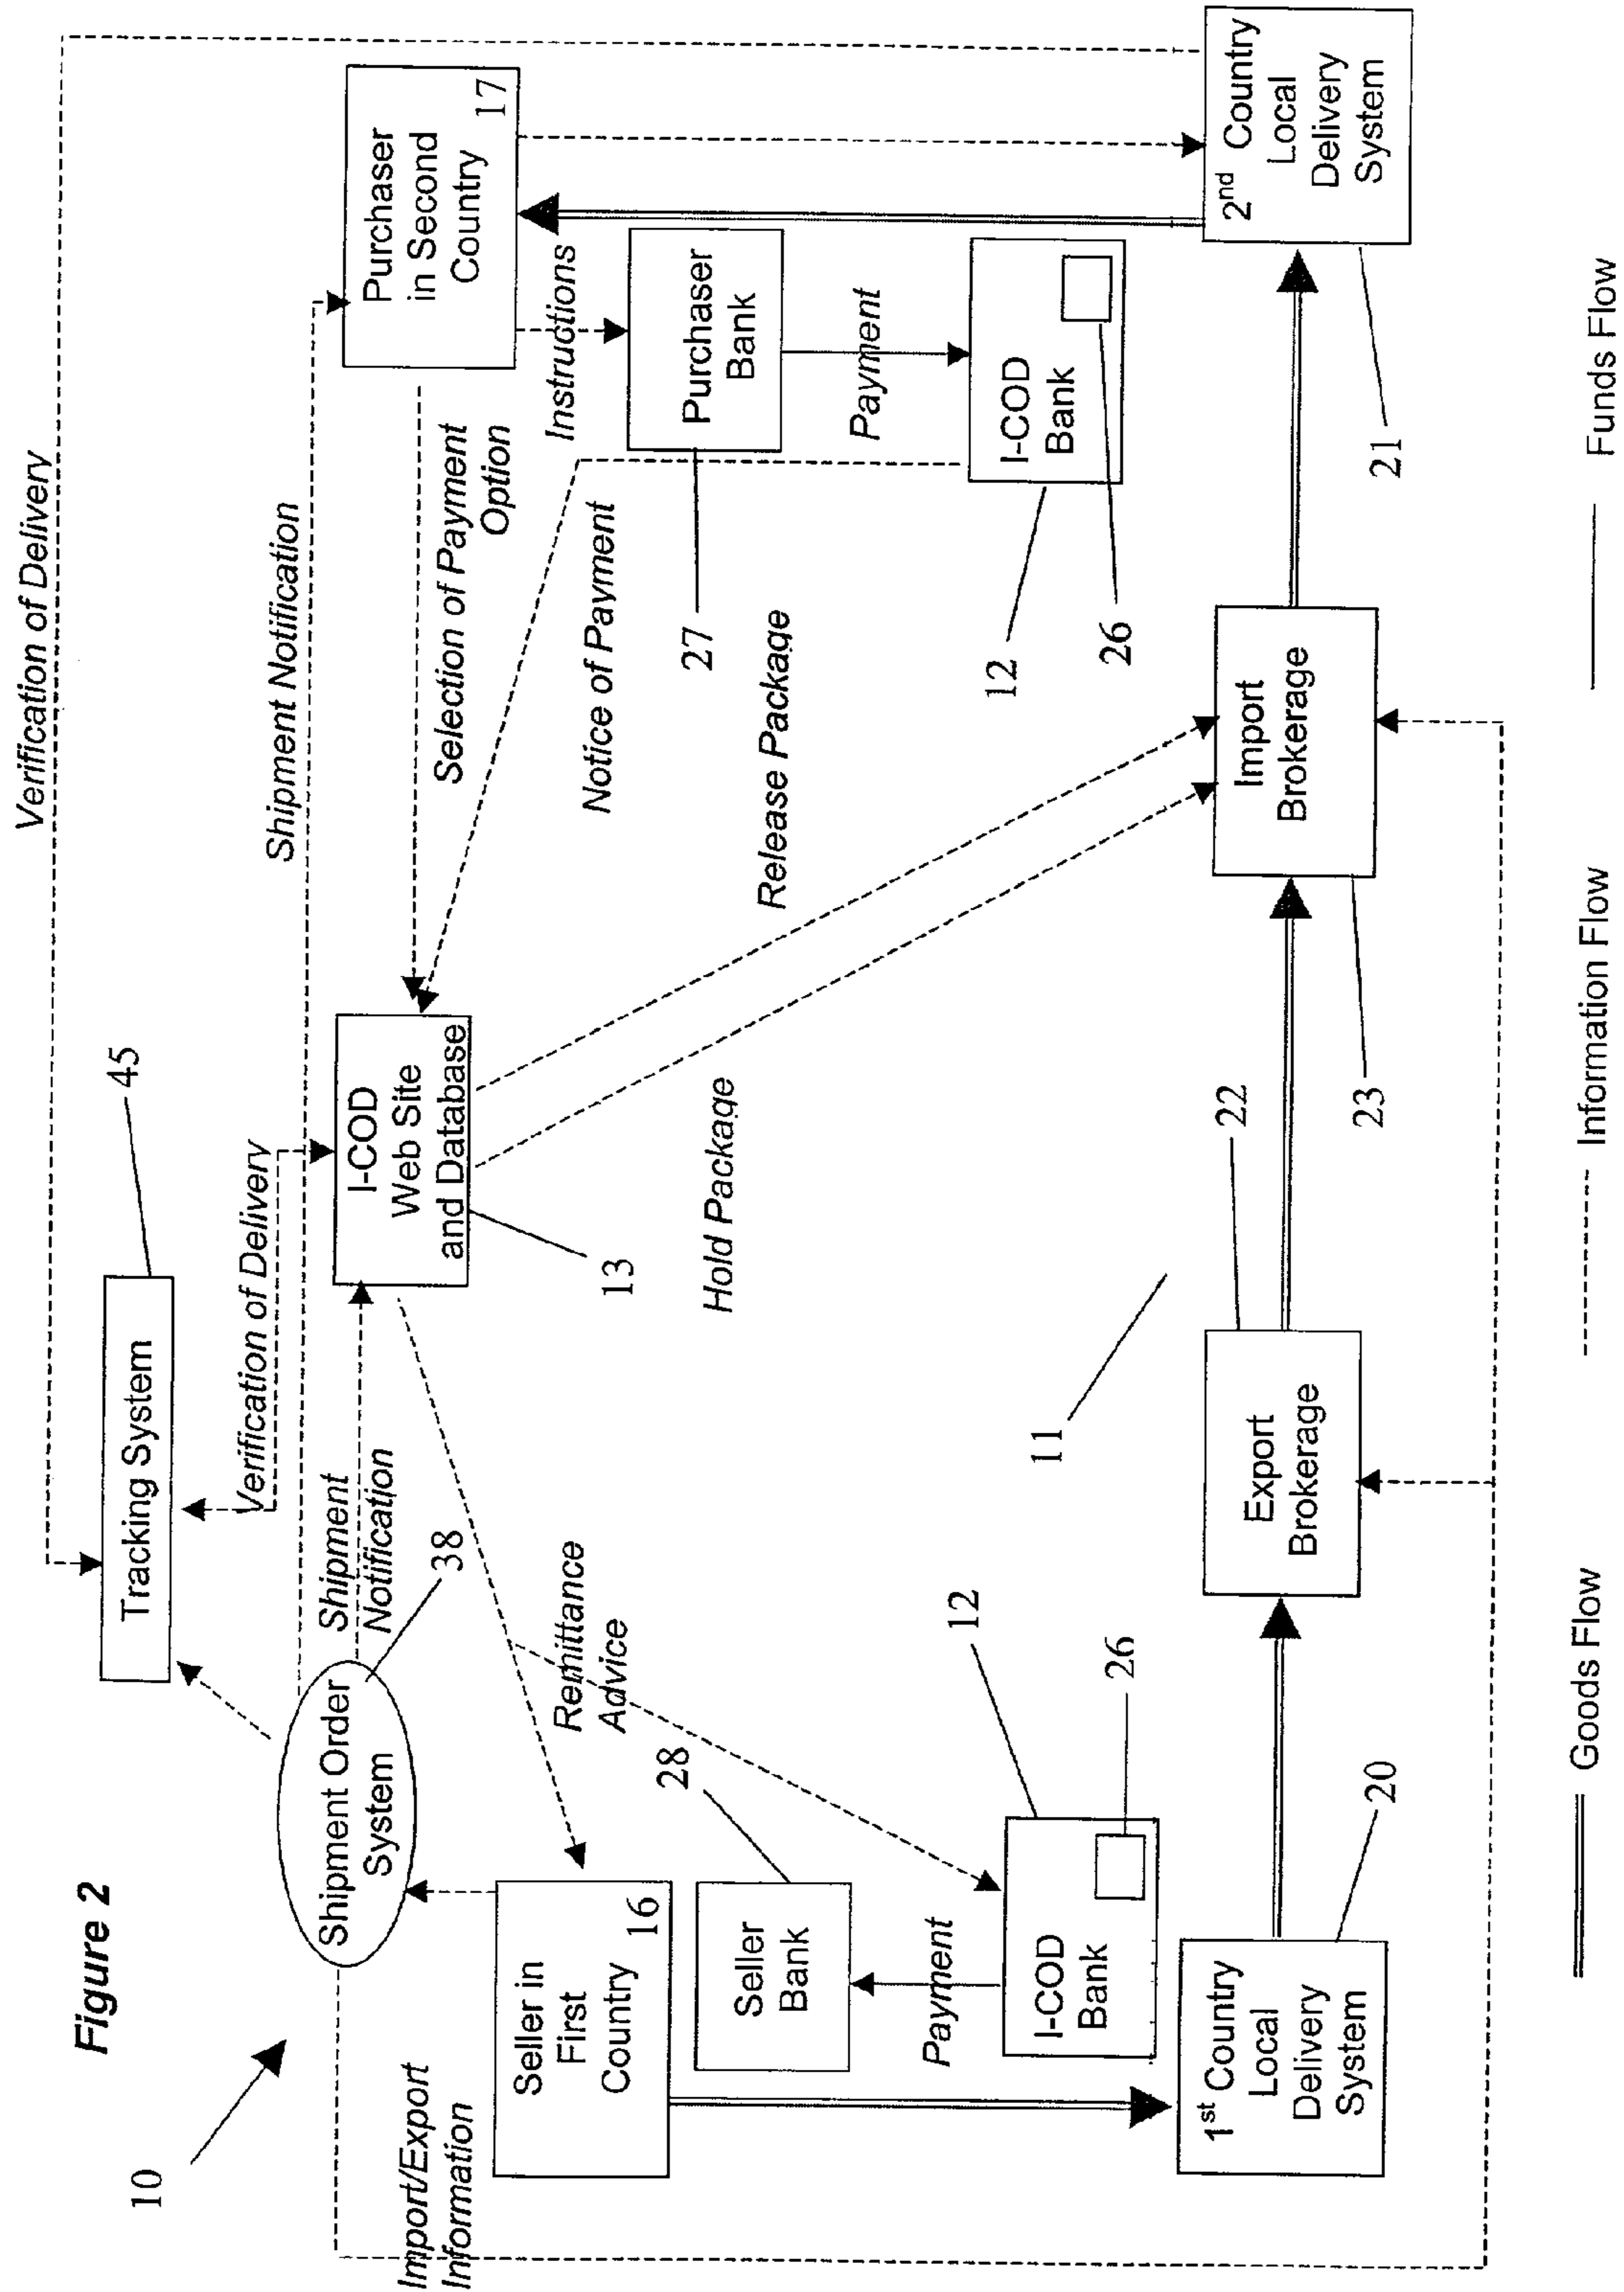 Figure 2
10
Verification of Delivery
Tracking System
45
Verification of Delivery
Shipment Notification
Shipment Order
System
38
Shipment
Notification
I-COD
Web Site
and Database
13
Purchaser
in Second
Country
17
Import/Export
Information
Seller in
First
Country
16
Remittance
Advice
Selection of Payment
Option
Instructions
Notice of Payment
Purchaser
Bank
27
28
Seller
Bank
Hold Package
Release Package
Payment
Payment
I-COD
Bank
12
26
I-COD
Bank
12
26
11
1st Country
Local
Delivery
System
20
Export
Brokerage
22
Import
Brokerage
23
2nd Country
Local
Delivery
System
21
Goods Flow
Information Flow
Funds Flow